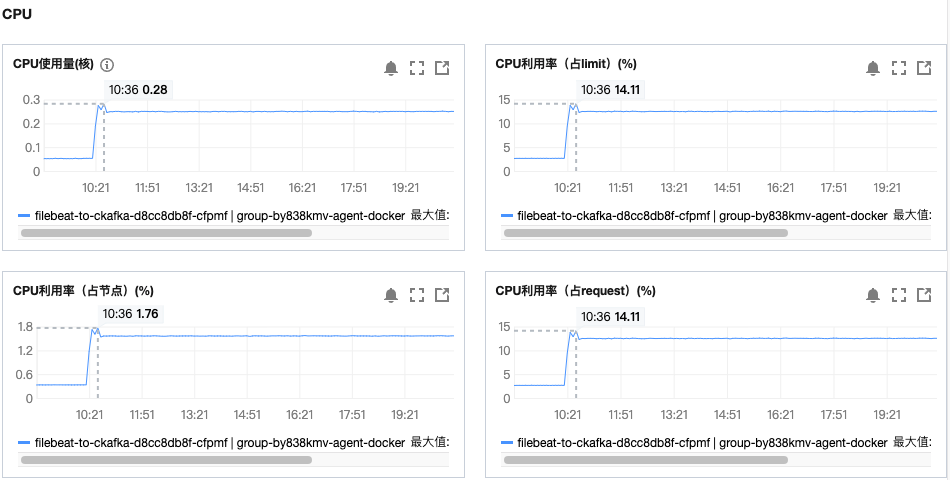 CPU
CPU使用量(核)
10:36 0.28
0.3
0.2
0.1
0
10:21 11:51 13:21 14:51 16:21 17:51 19:21
filebeat-to-ckafka-d8cc8db8f-cfpmf | group-by838kmv-agent-docker 最大值:
CPU利用率（占limit）(%)
10:36 14.11
15
10
5
0
10:21 11:51 13:21 14:51 16:21 17:51 19:21
filebeat-to-ckafka-d8cc8db8f-cfpmf | group-by838kmv-agent-docker 最大值:
CPU利用率（占节点）(%)
10:36 1.76
1.8
1.2
0.6
0
10:21 11:51 13:21 14:51 16:21 17:51 19:21
filebeat-to-ckafka-d8cc8db8f-cfpmf | group-by838kmv-agent-docker 最大值:
CPU利用率（占request）(%)
10:36 14.11
15
10
5
0
10:21 11:51 13:21 14:51 16:21 17:51 19:21
filebeat-to-ckafka-d8cc8db8f-cfpmf | group-by838kmv-agent-docker 最大值: